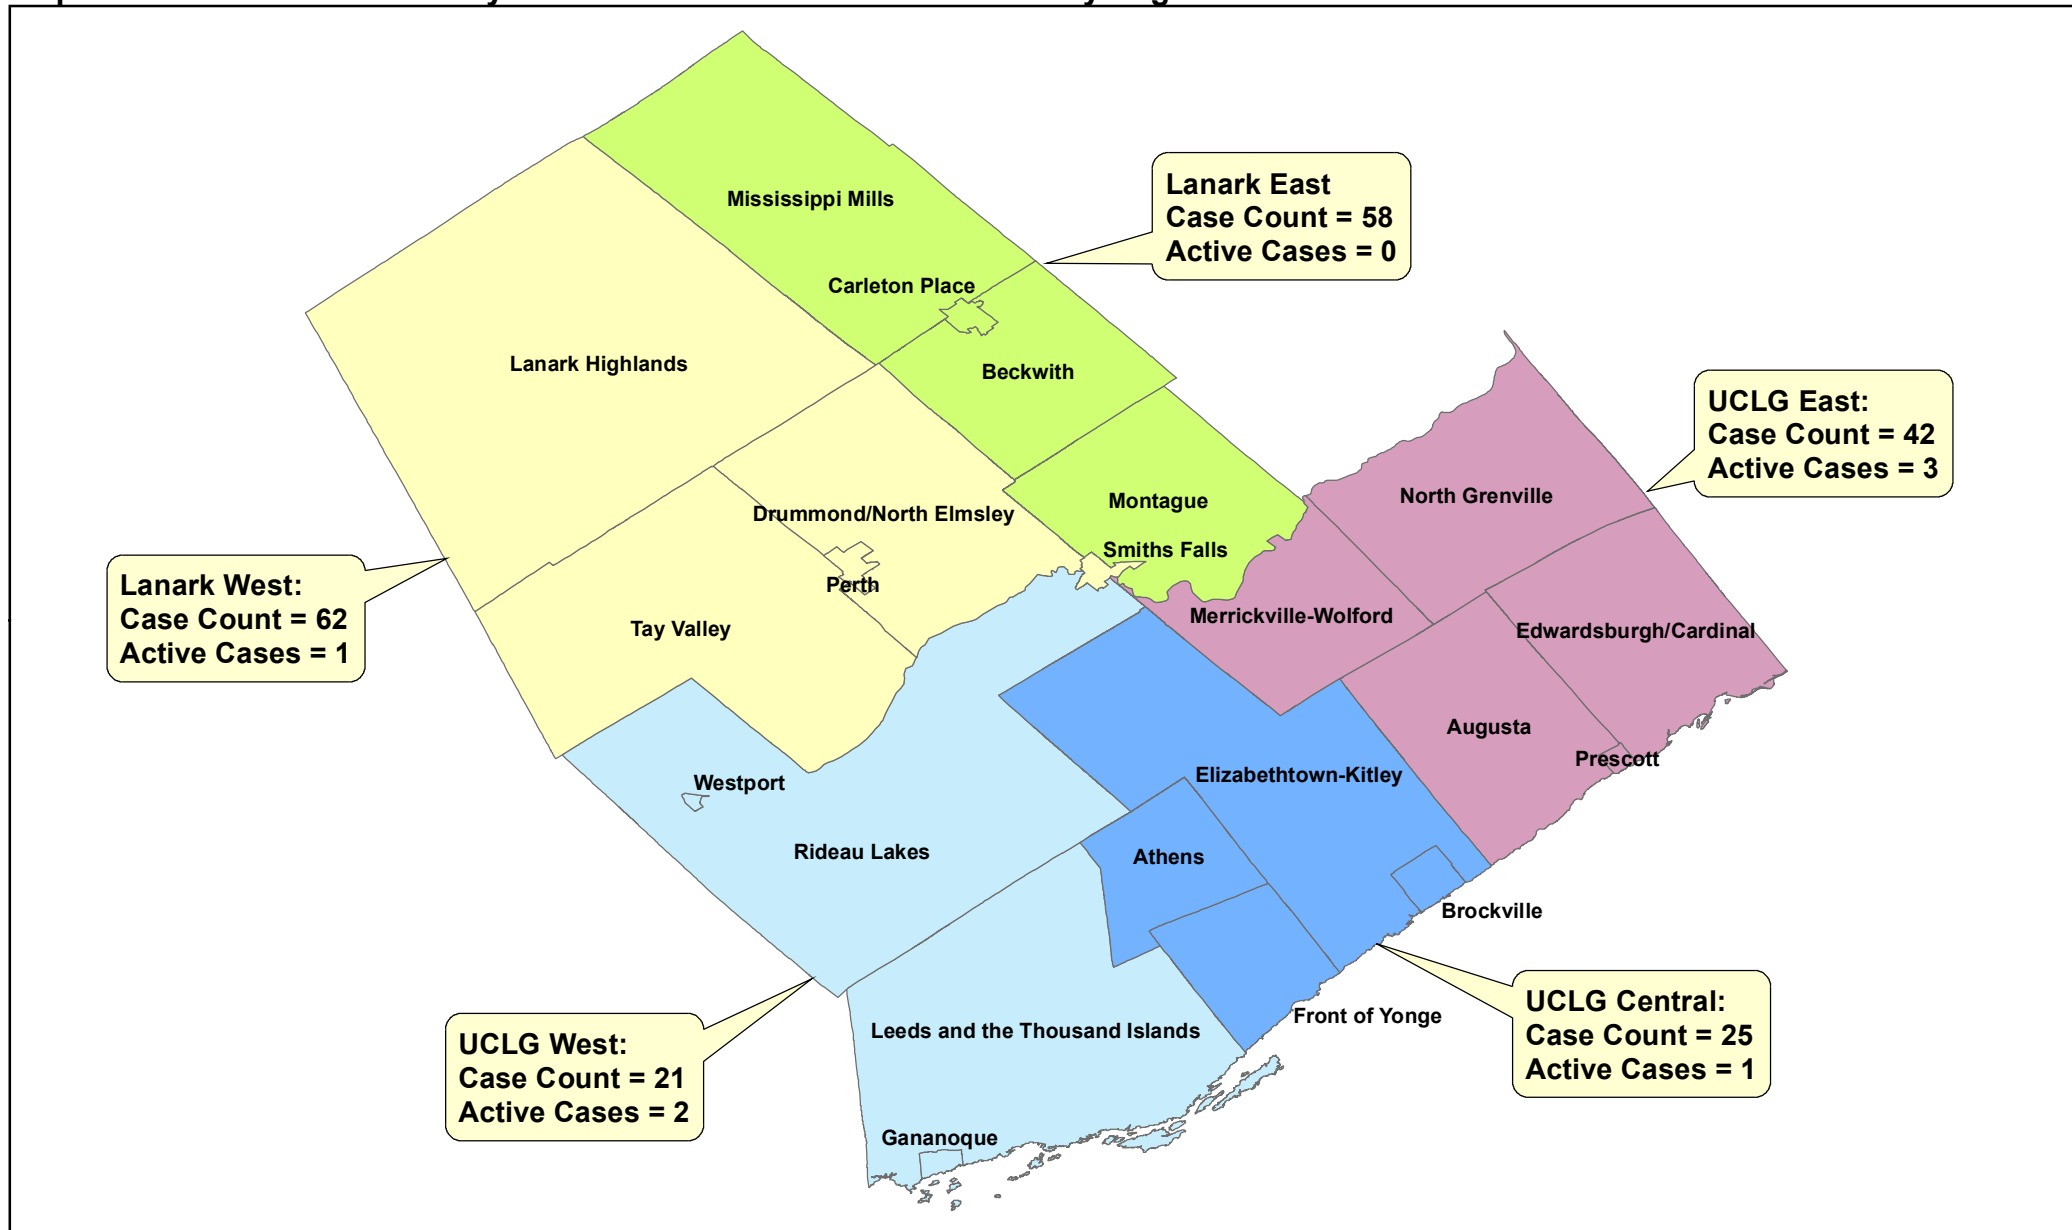 Mississippi Mills
Lanark East
Case Count = 58
Active Cases = 0
Carleton Place
Lanark Highlands
Beckwith
UCLG East:
Case Count = 42
Active Cases = 3
North Grenville
Montague
Drummond/North Elmsley
Smiths Falls
Perth
Lanark West:
Case Count = 62
Active Cases = 1
Tay Valley
Merrickville-Wolford
Edwardsburgh/Cardinal
Augusta
Prescott
Elizabethtown-Kitley
Westport
Rideau Lakes
Athens
Brockville
Front of Yonge
UCLG Central:
Case Count = 25
Active Cases = 1
Leeds and the Thousand Islands
UCLG West:
Case Count = 21
Active Cases = 2
Gananoque